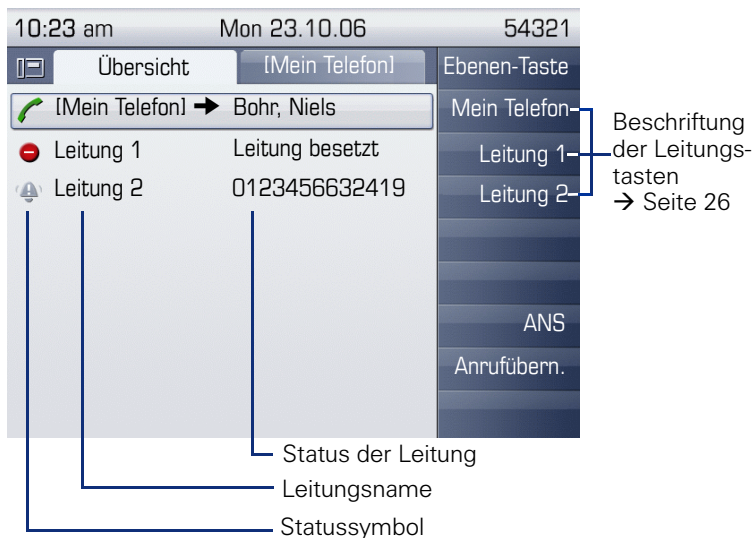 10:23 am Mon 23.10.06 54321
Übersicht [Mein Telefon] Ebenen-Taste
[Mein Telefon] → Bohr, Niels Mein Telefon
Leitung 1 Leitung besetzt Leitung 1
Leitung 2 0123456632419 Leitung 2
ANS
Anrufübern.
Beschriftung
der Leitungs-
tasten
→ Seite 26
Status der Leitung
Leitungsname
Statussymbol